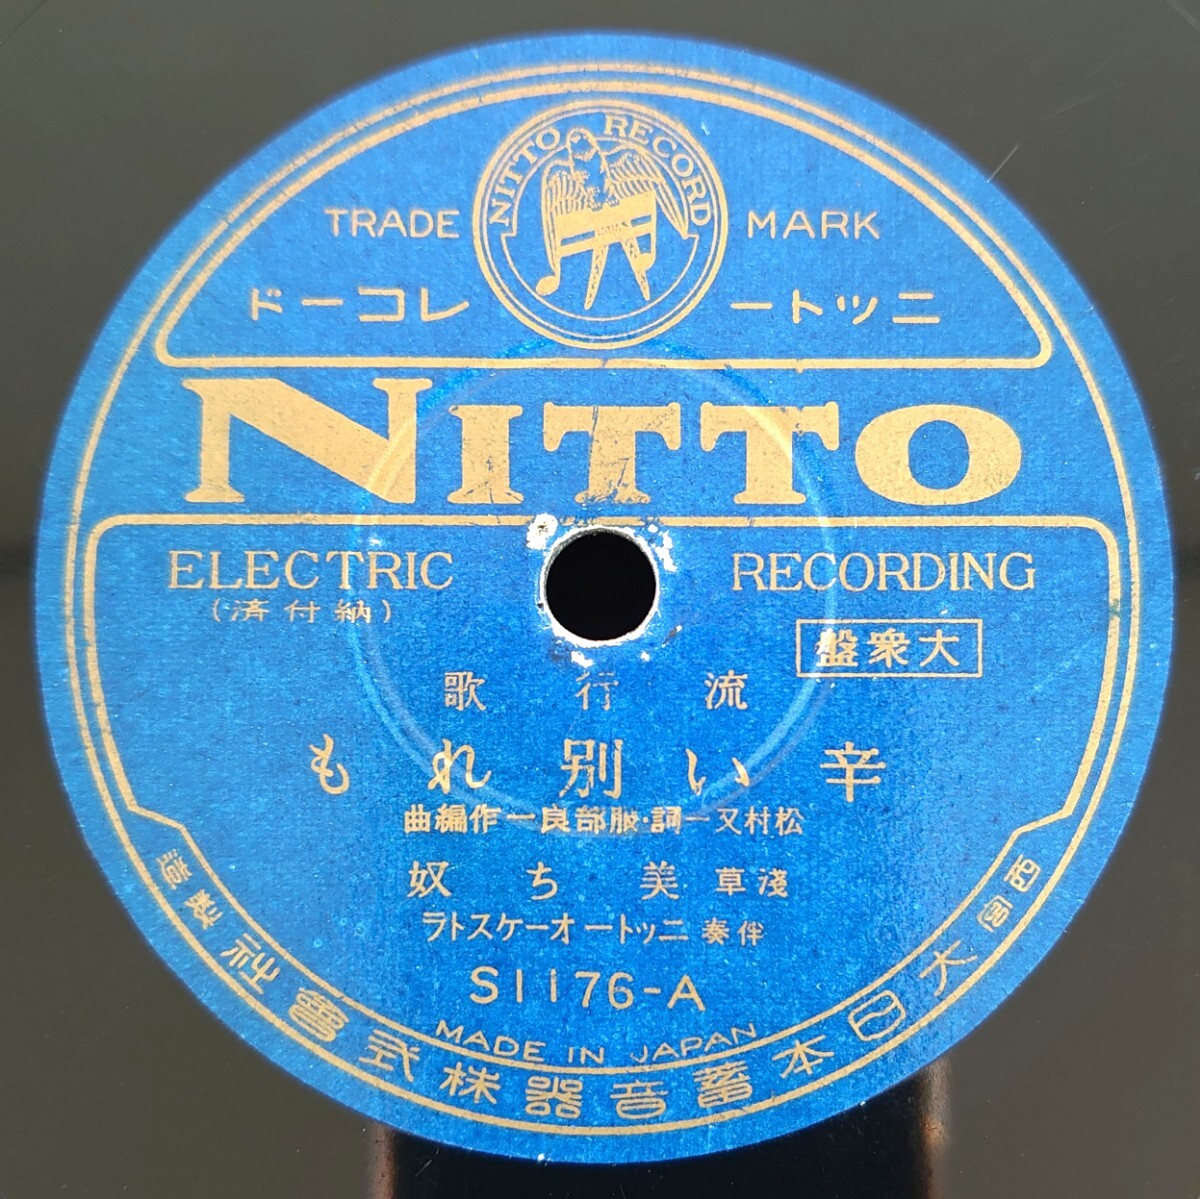 NITTO RECORD
TRADE MARK
ニットー レコード
NITTO
ELECTRIC RECORDING
(納付済)
大衆盤
流行歌
辛い別れも
松村又一詞・服部良一作編曲
淺草 美ち奴
伴奏 ニットーオーケストラ
S1176-A
MADE IN JAPAN
西宮 大日本蓄音器株式會社製造